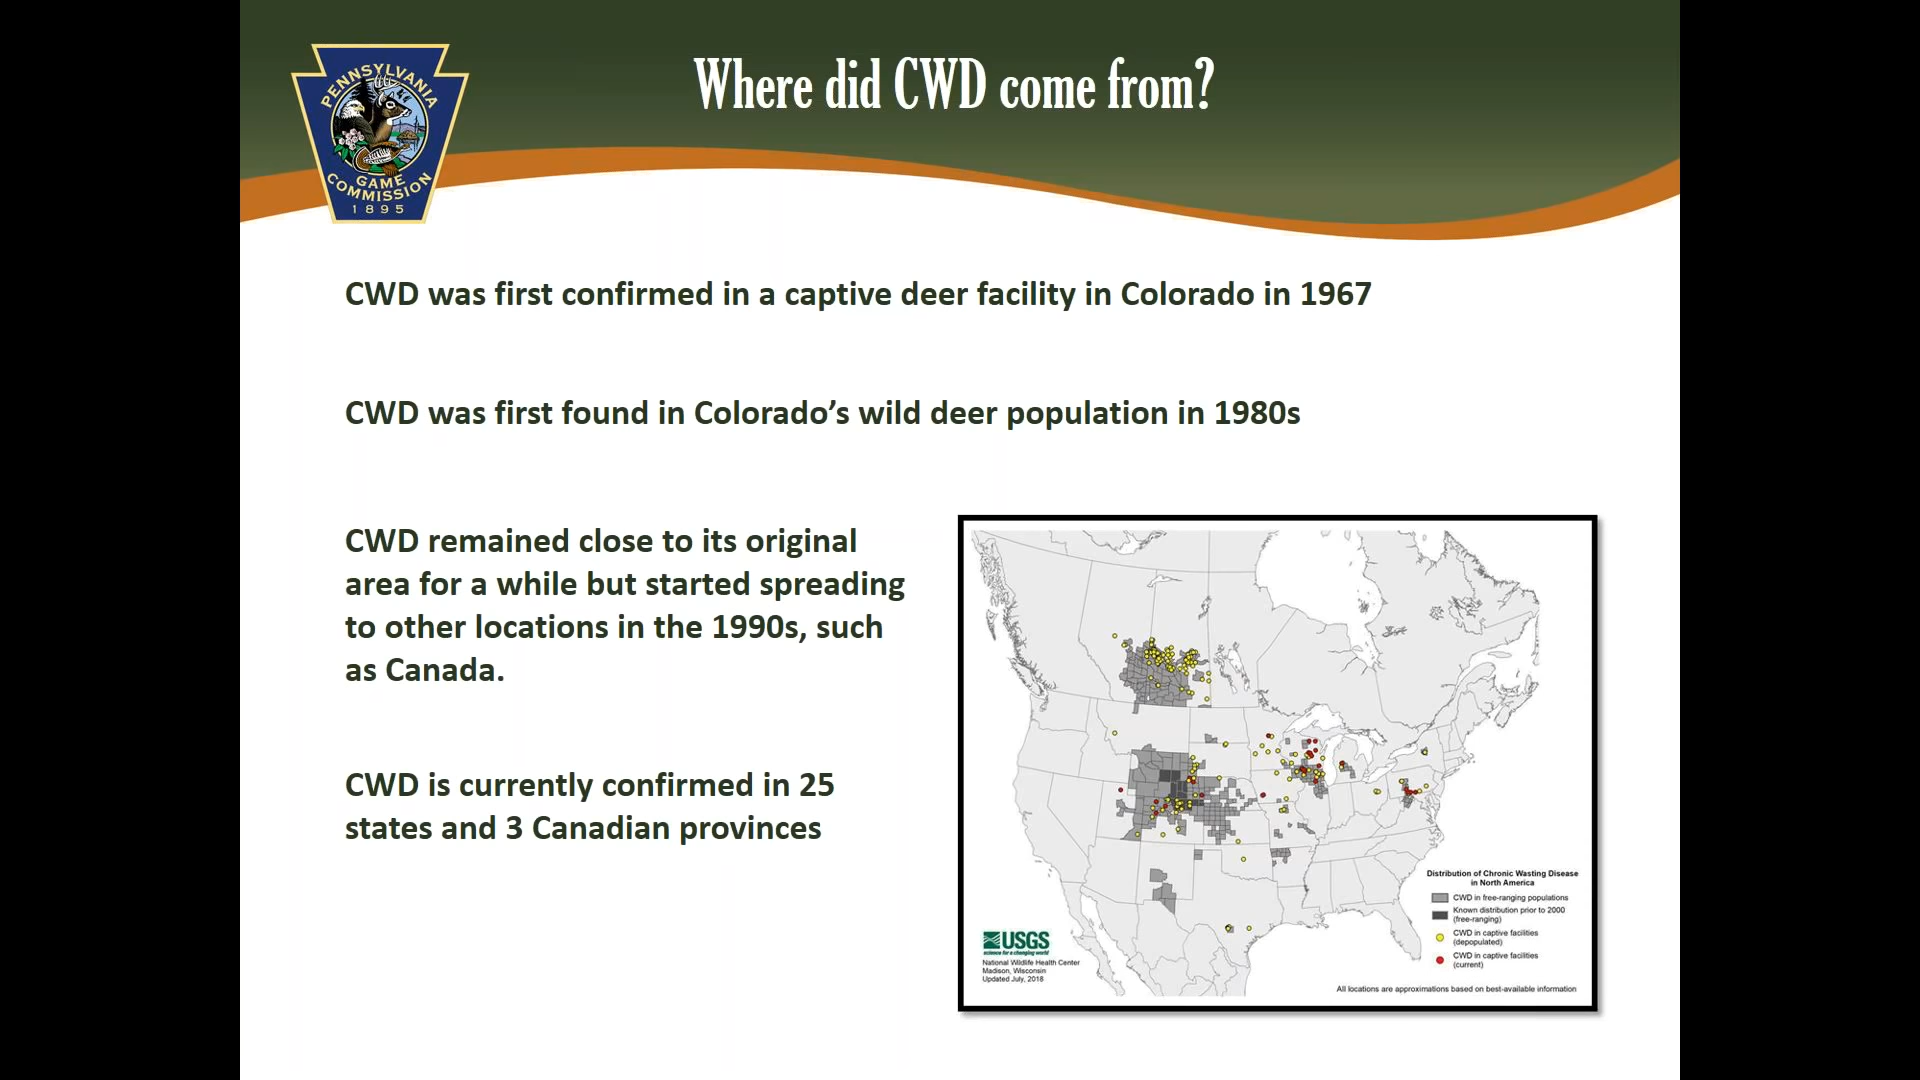 Where did CWD come from?
PENNSYLVANIA
GAME
COMMISSION
1895
CWD was first confirmed in a captive deer facility in Colorado in 1967
CWD was first found in Colorado’s wild deer population in 1980s
CWD remained close to its original
area for a while but started spreading
to other locations in the 1990s, such
as Canada.
CWD is currently confirmed in 25
states and 3 Canadian provinces
Distribution of Chronic Wasting Disease
in North America
CWD in free-ranging populations
Known distribution prior to 2000
(free-ranging)
CWD in captive facilities
(depopulated)
CWD in captive facilities
(current)
USGS
science for a changing world
National Wildlife Health Center
Madison, Wisconsin
Updated July, 2018
All locations are approximations based on best-available information